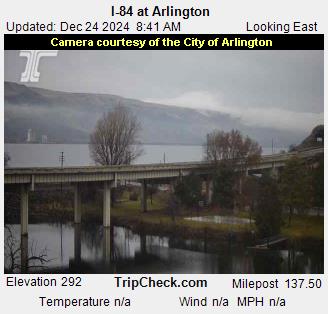 I-84 at Arlington
Updated: Dec 24 2024 8:41 AM Looking East
Camera courtesy of the City of Arlington
Elevation 292 TripCheck.com Milepost 137.50
Temperature n/a Wind n/a MPH n/a